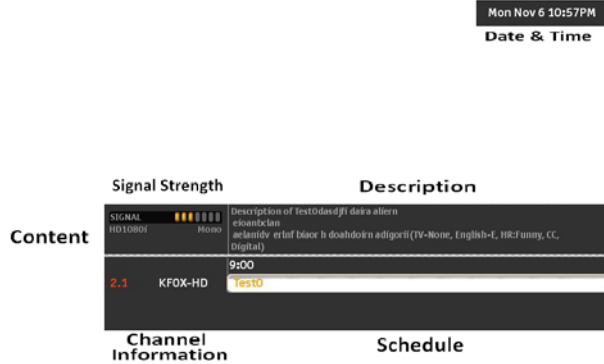 Mon Nov 6 10:57PM
Date & Time
Signal Strength
Description
SIGNAL
HD1080i Mono
Description of Test0dasdjfi daira aliern
eioanbclan
aelanidv erinf biaor h doahdoirn adigorii(TV-None, English-E, HR:Funny, CC,
Digital)
Content
9:00
2.1 KFOX-HD Test0
Channel
Information
Schedule